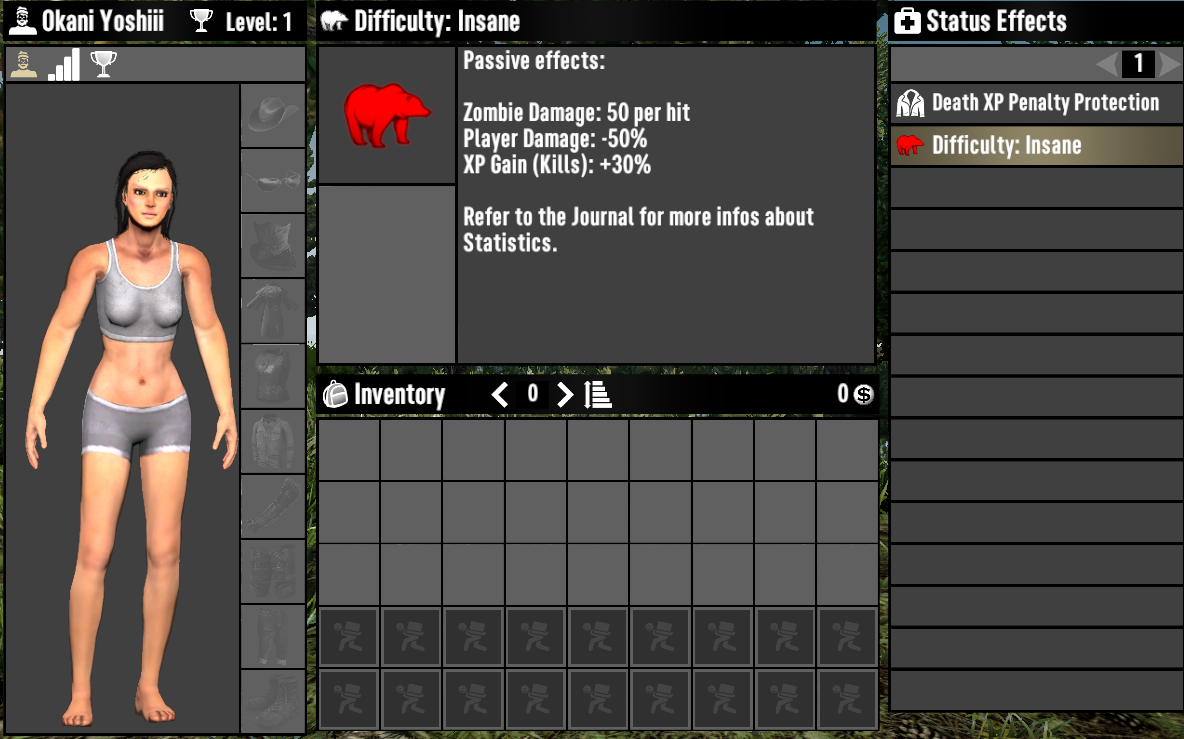 Okani Yoshiii
Level: 1
Difficulty: Insane
Passive effects:
Zombie Damage: 50 per hit
Player Damage: -50%
XP Gain (Kills): +30%
Refer to the Journal for more infos about
Statistics.
Inventory
0
0
Status Effects
1
Death XP Penalty Protection
Difficulty: Insane